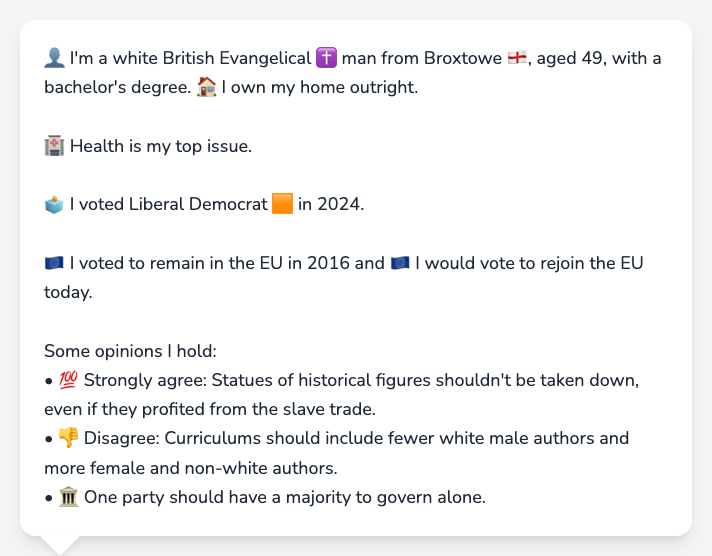 👤 I'm a white British Evangelical ✝️ man from Broxtowe 🏴󠁧󠁢󠁥󠁮󠁧󠁿, aged 49, with a
bachelor's degree. 🏠 I own my home outright.
🏥 Health is my top issue.
🗳️ I voted Liberal Democrat 🟧 in 2024.
🇪🇺 I voted to remain in the EU in 2016 and 🇪🇺 I would vote to rejoin the EU
today.
Some opinions I hold:
• 💯 Strongly agree: Statues of historical figures shouldn't be taken down,
even if they profited from the slave trade.
• 👎 Disagree: Curriculums should include fewer white male authors and
more female and non-white authors.
• 🏛️ One party should have a majority to govern alone.